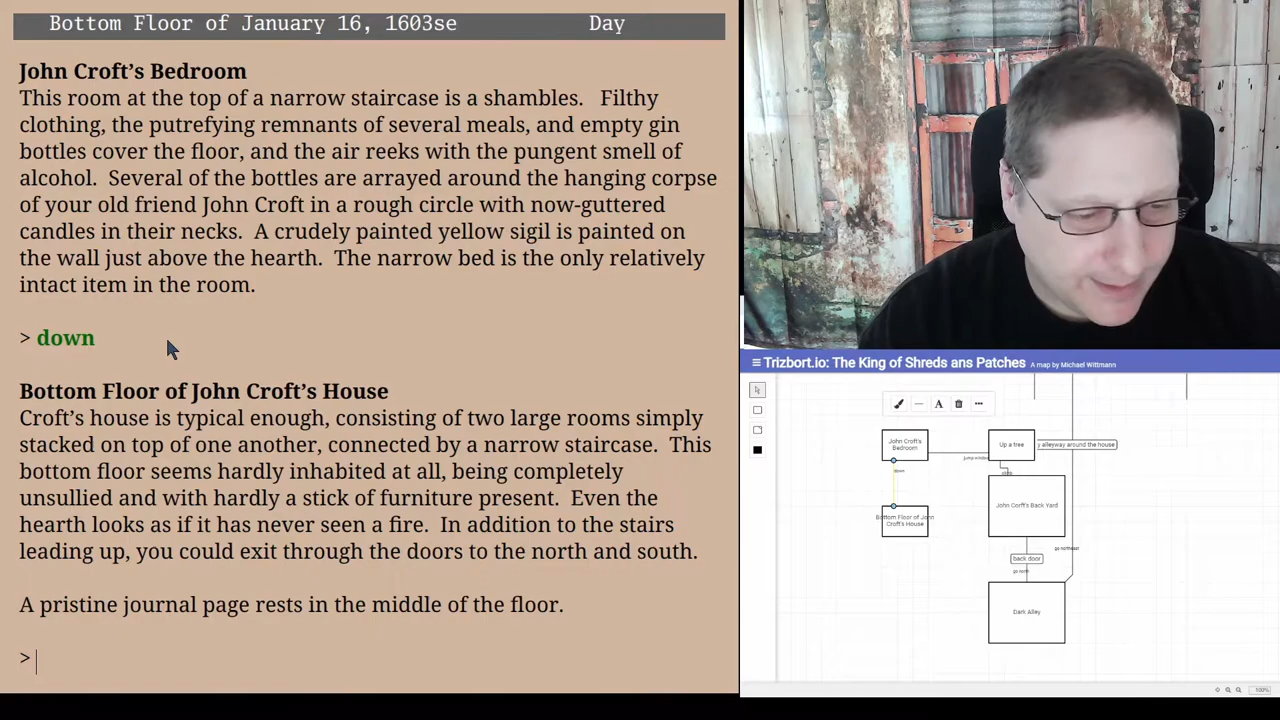 Bottom Floor of January 16, 1603se Day
John Croft's Bedroom
This room at the top of a narrow staircase is a shambles. Filthy
clothing, the putrefying remnants of several meals, and empty gin
bottles cover the floor, and the air reeks with the pungent smell of
alcohol. Several of the bottles are arrayed around the hanging corpse
of your old friend John Croft in a rough circle with now-guttered
candles in their necks. A crudely painted yellow sigil is painted on
the wall just above the hearth. The narrow bed is the only relatively
intact item in the room.
> down
Bottom Floor of John Croft's House
Croft's house is typical enough, consisting of two large rooms simply
stacked on top of one another, connected by a narrow staircase. This
bottom floor seems hardly inhabited at all, being completely
unsullied and with hardly a stick of furniture present. Even the
hearth looks as if it has never seen a fire. In addition to the stairs
leading up, you could exit through the doors to the north and south.
A pristine journal page rests in the middle of the floor.
>
Trizbort.io: The King of Shreds ans Patches A map by Michael Wittmann
A
John Croft's
Bedroom
Up a tree
y alleyway around the house
jump window
down
climb
John Corft's Back Yard
Bottom Floor of John
Croft's House
back door
go northeast
go north
Dark Alley
100%